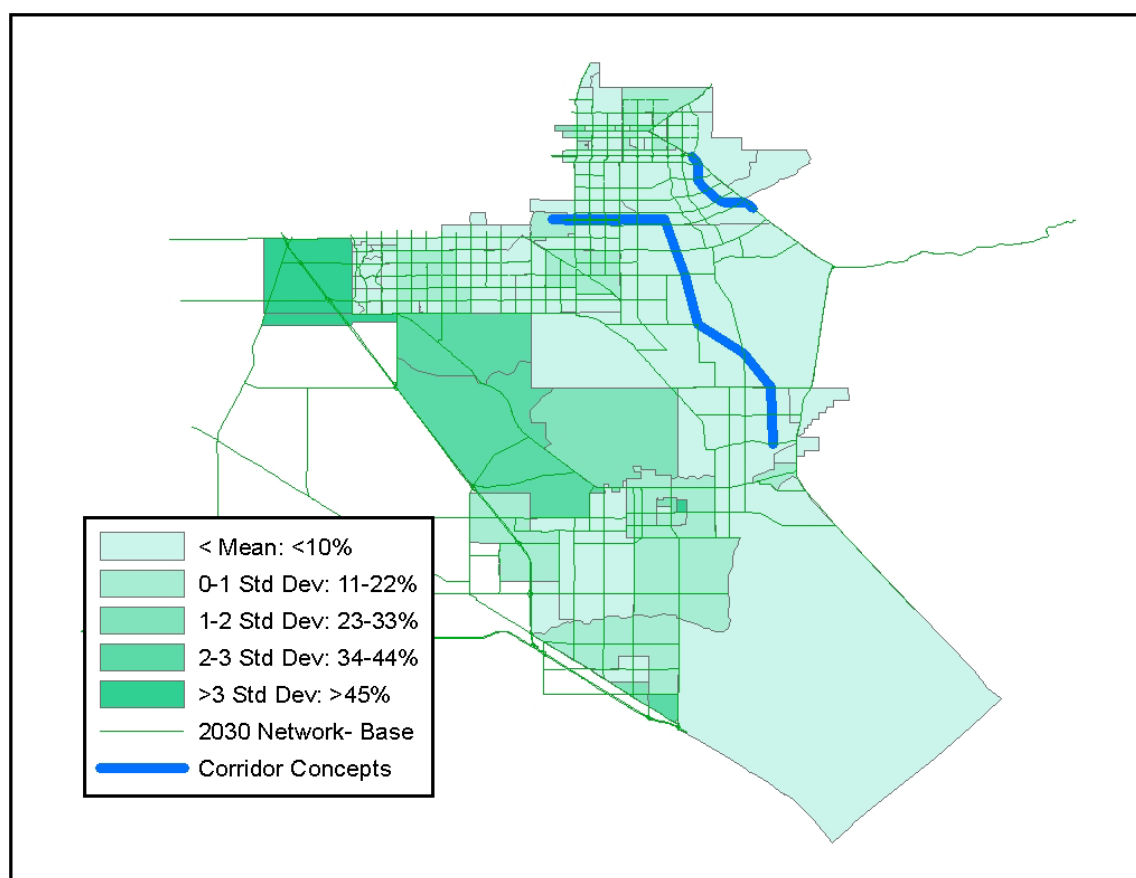 < Mean: <10%
0-1 Std Dev: 11-22%
1-2 Std Dev: 23-33%
2-3 Std Dev: 34-44%
>3 Std Dev: >45%
2030 Network- Base
Corridor Concepts